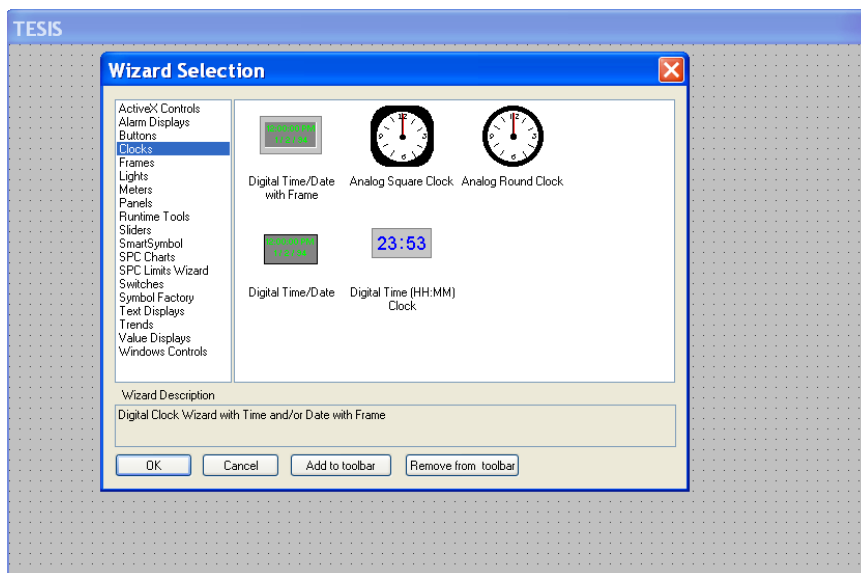 TESIS
Wizard Selection
ActiveX Controls
Alarm Displays
Buttons
Clocks
Frames
Lights
Meters
Panels
Runtime Tools
Sliders
SmartSymbol
SPC Charts
SPC Limits Wizard
Switches
Symbol Factory
Text Displays
Trends
Value Displays
Windows Controls
Digital Time/Date
with Frame
Analog Square Clock
Analog Round Clock
23:53
Digital Time/Date
Digital Time (HH:MM)
Clock
Wizard Description
Digital Clock Wizard with Time and/or Date with Frame
OK
Cancel
Add to toolbar
Remove from toolbar